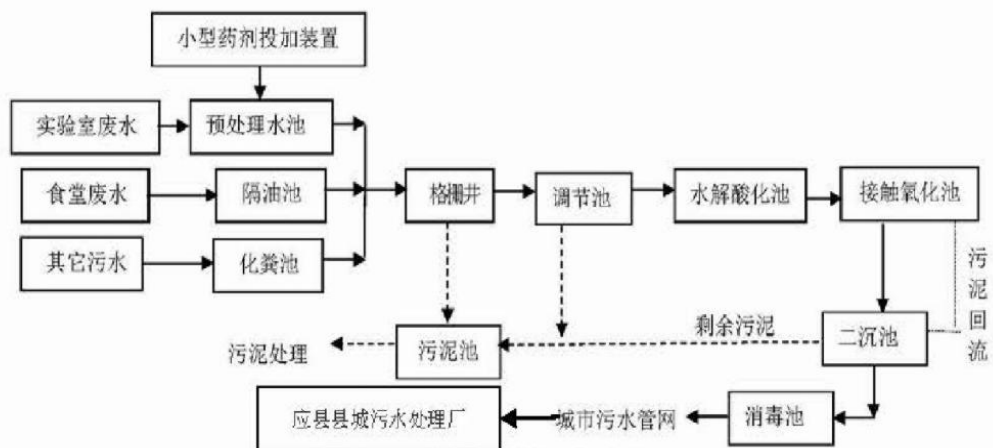 小型药剂投加装置
实验室废水
预处理水池
食堂废水
隔油池
格栅井
调节池
水解酸化池
接触氧化池
其它污水
化粪池
污泥回流
剩余污泥
污泥处理
污泥池
二沉池
应县县城污水处理厂
城市污水管网
消毒池